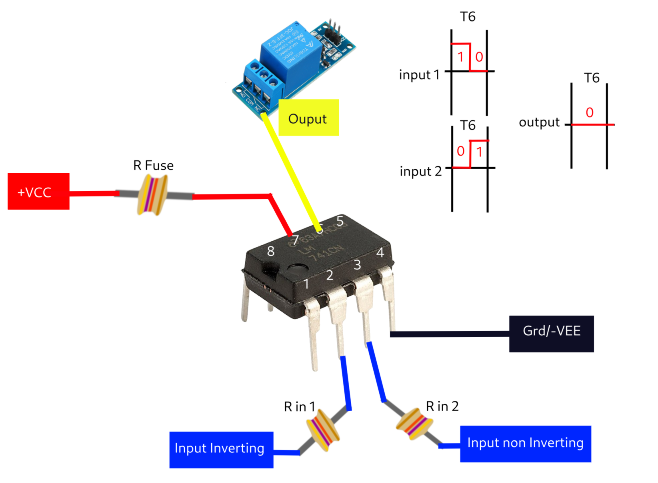 T6
input 1
1 0
T6
input 2
0 1
T6
output
0
Ouput
R Fuse
+VCC
8
7
6
5
LM
741CN
1
2
3
4
Grd/-VEE
R in 1
R in 2
Input Inverting
Input non Inverting